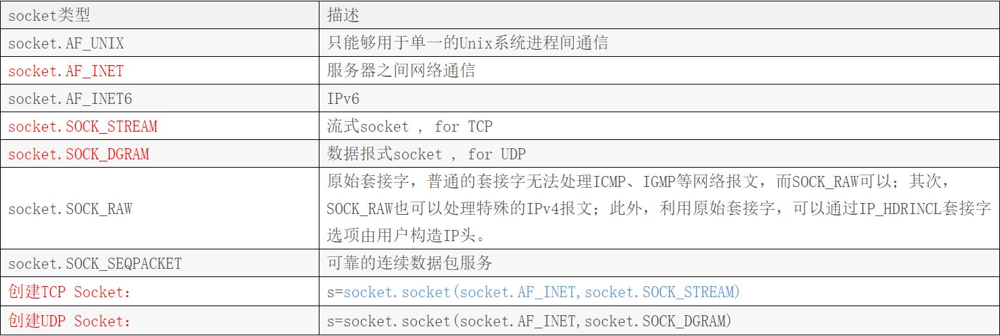 socket类型
描述
socket.AF_UNIX
只能够用于单一的Unix系统进程间通信
socket.AF_INET
服务器之间网络通信
socket.AF_INET6
IPv6
socket.SOCK_STREAM
流式socket , for TCP
socket.SOCK_DGRAM
数据报式socket , for UDP
socket.SOCK_RAW
原始套接字，普通的套接字无法处理ICMP、IGMP等网络报文，而SOCK_RAW可以；其次，
SOCK_RAW也可以处理特殊的IPv4报文；此外，利用原始套接字，可以通过IP_HDRINCL套接字
选项由用户构造IP头。
socket.SOCK_SEQPACKET
可靠的连续数据包服务
创建TCP Socket：
s=socket.socket(socket.AF_INET,socket.SOCK_STREAM)
创建UDP Socket：
s=socket.socket(socket.AF_INET,socket.SOCK_DGRAM)